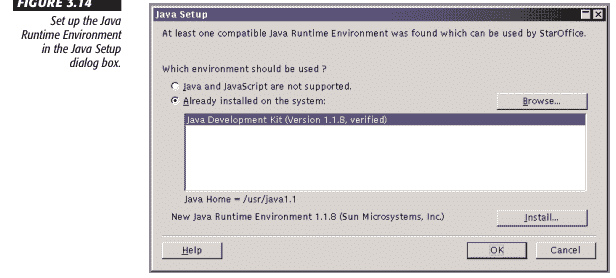 FIGURE 3.14
Set up the Java
Runtime Environment
in the Java Setup
dialog box.
Java Setup
At least one compatible Java Runtime Environment was found which can be used by StarOffice.
Which environment should be used ?
Java and JavaScript are not supported.
Already installed on the system:
Browse...
Java Development Kit (Version 1.1.8, verified)
Java Home = /usr/java1.1
New Java Runtime Environment 1.1.8 (Sun Microsystems, Inc.)
Install...
Help
OK
Cancel